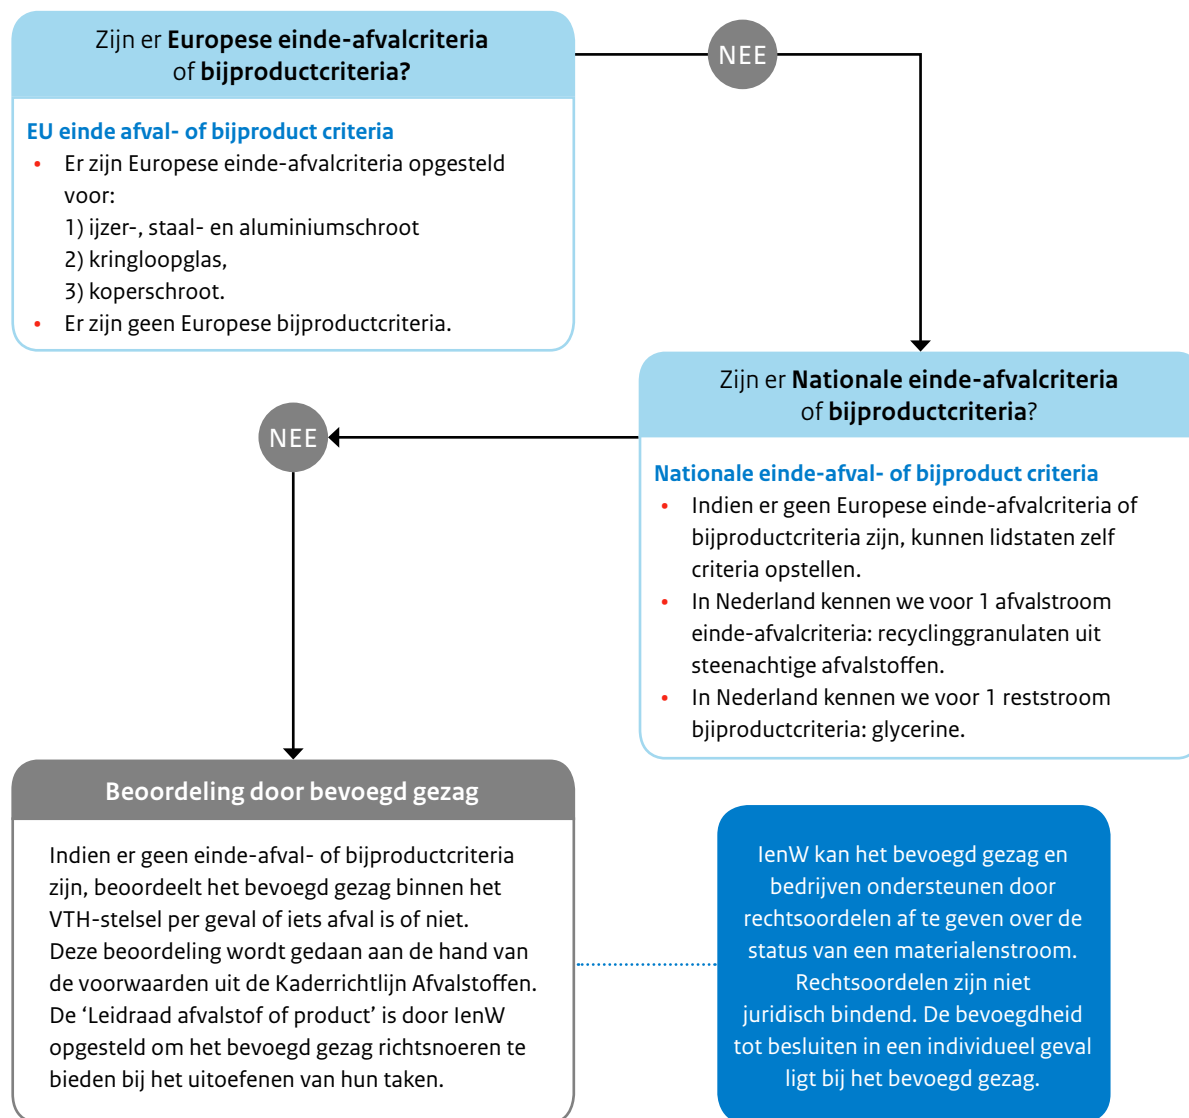 Zijn er Europese einde-afvalcriteria
of bijproductcriteria?
NEE
EU einde afval- of bijproduct criteria
• Er zijn Europese einde-afvalcriteria opgesteld
voor:
1) ijzer-, staal- en aluminiumschroot
2) kringloopglas,
3) koperschroot.
• Er zijn geen Europese bijproductcriteria.
Zijn er Nationale einde-afvalcriteria
of bijproductcriteria?
NEE
Nationale einde-afval- of bijproduct criteria
• Indien er geen Europese einde-afvalcriteria of
bijproductcriteria zijn, kunnen lidstaten zelf
criteria opstellen.
• In Nederland kennen we voor 1 afvalstroom
einde-afvalcriteria: recyclinggranulaten uit
steenachtige afvalstoffen.
• In Nederland kennen we voor 1 reststroom
bjiproductcriteria: glycerine.
Beoordeling door bevoegd gezag
Indien er geen einde-afval- of bijproductcriteria
zijn, beoordeelt het bevoegd gezag binnen het
VTH-stelsel per geval of iets afval is of niet.
Deze beoordeling wordt gedaan aan de hand van
de voorwaarden uit de Kaderrichtlijn Afvalstoffen.
De ‘Leidraad afvalstof of product’ is door IenW
opgesteld om het bevoegd gezag richtsnoeren te
bieden bij het uitoefenen van hun taken.
IenW kan het bevoegd gezag en
bedrijven ondersteunen door
rechtsoordelen af te geven over de
status van een materialenstroom.
Rechtsoordelen zijn niet
juridisch bindend. De bevoegdheid
tot besluiten in een individueel geval
ligt bij het bevoegd gezag.